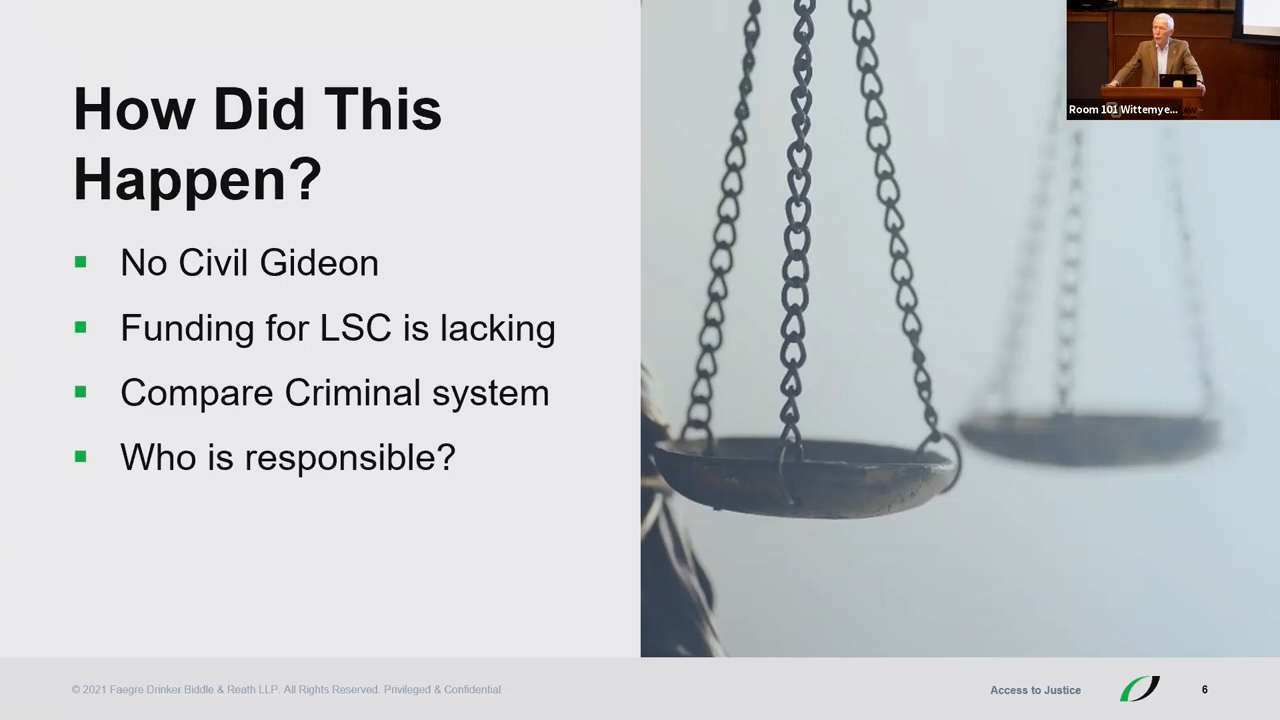 How Did This
Happen?
No Civil Gideon
Funding for LSC is lacking
Compare Criminal system
Who is responsible?
Room 101 Wittemye...
© 2021 Faegre Drinker Biddle & Reath LLP. All Rights Reserved. Privileged & Confidential.
Access to Justice
6